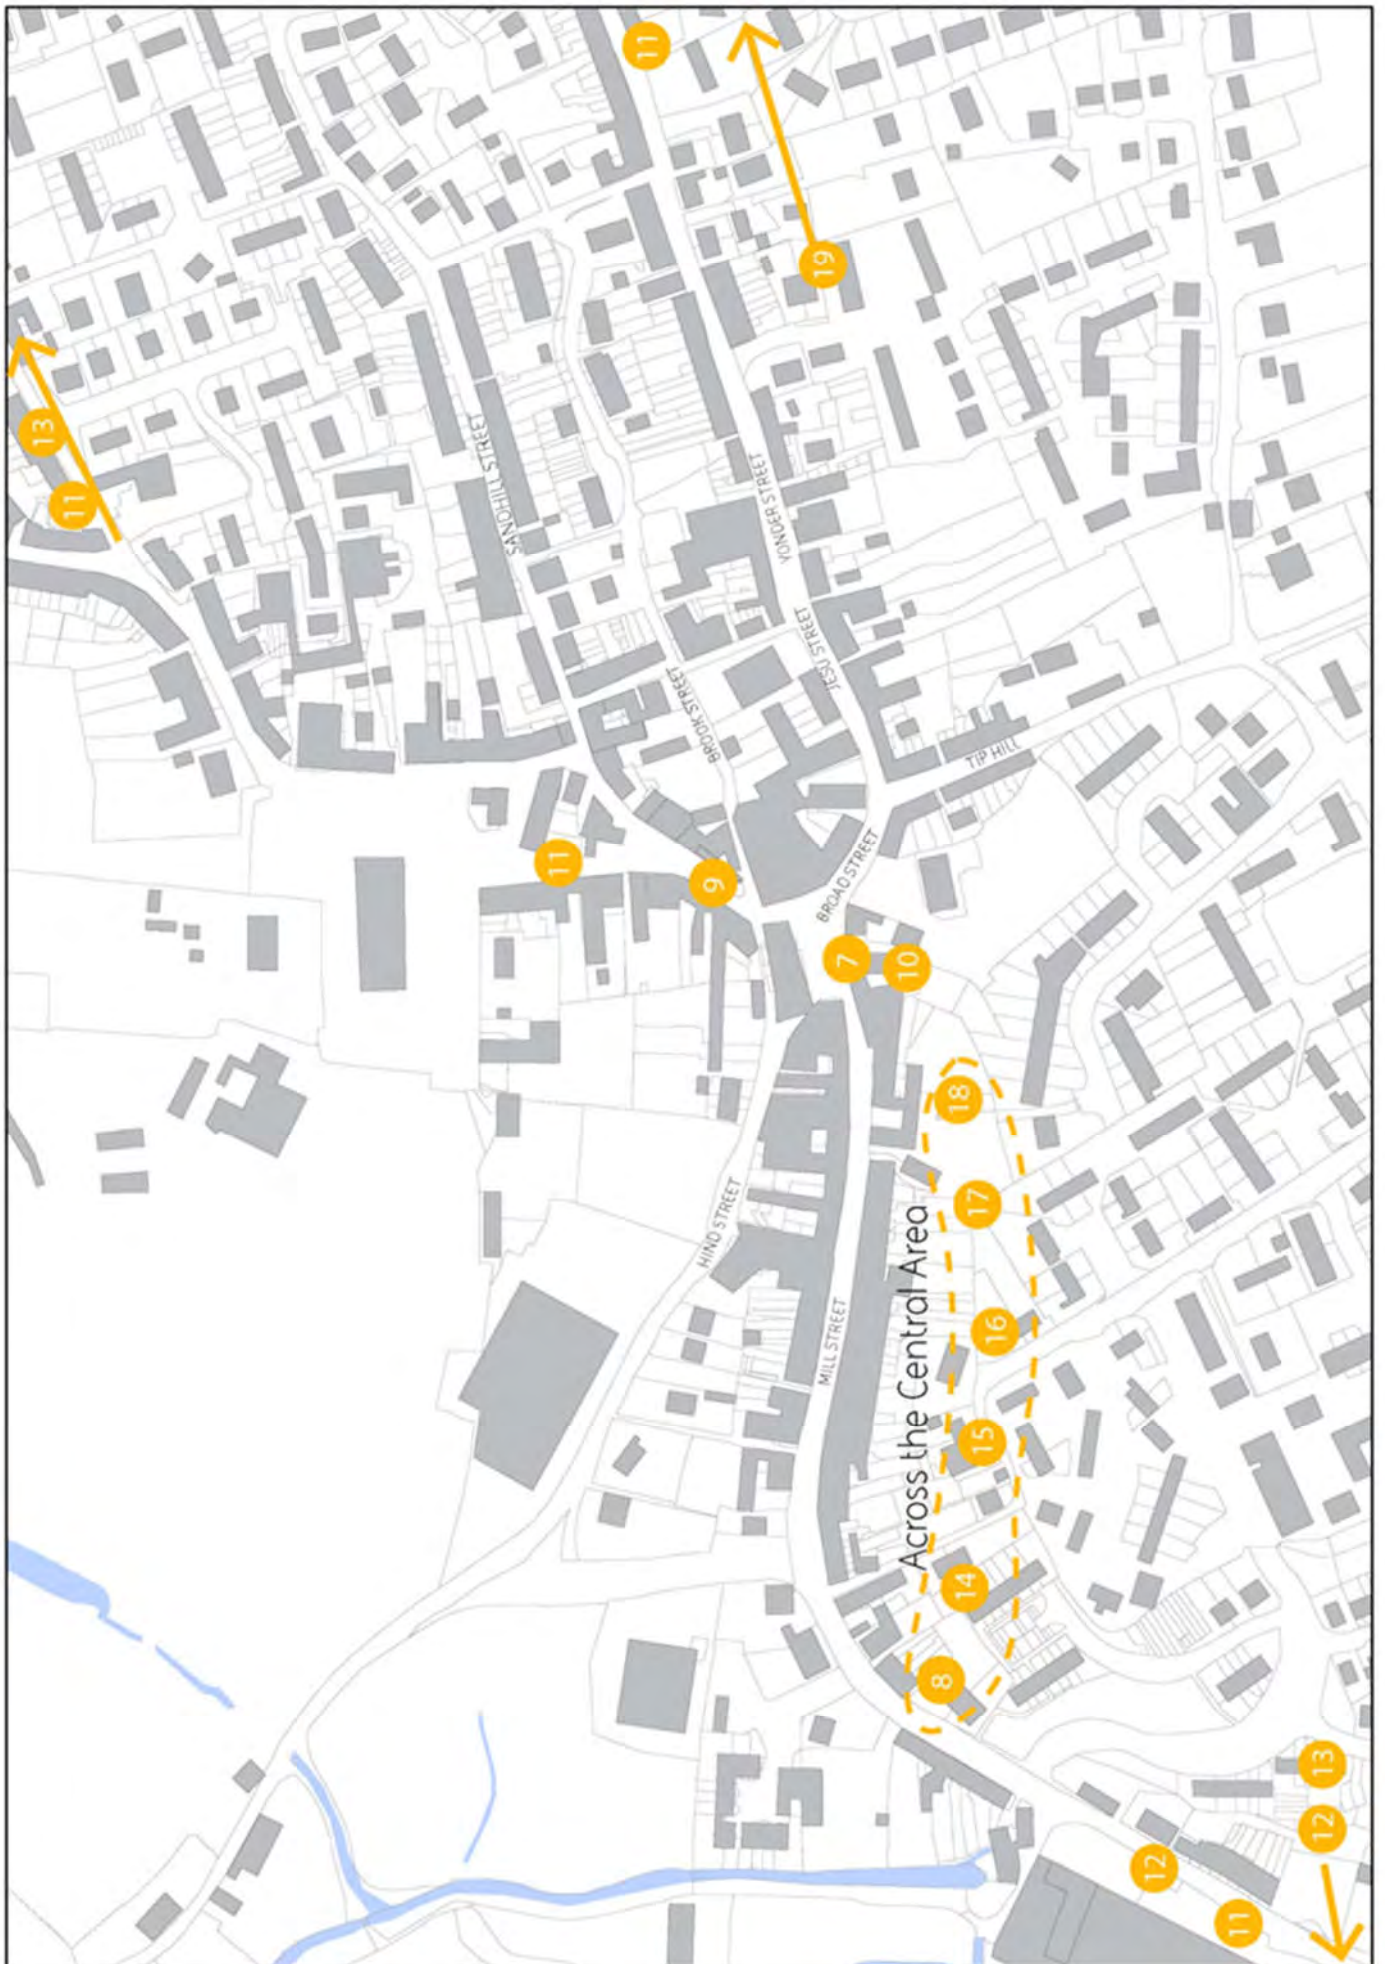 11
19
13
11
SANDHILL STREET
YONDER STREET
JESU STREET
BROOK STREET
TIP HILL
11
9
BROAD STREET
7
10
18
HIND STREET
17
Across the Central Area
MILL STREET
16
15
14
8
13
12
12
11